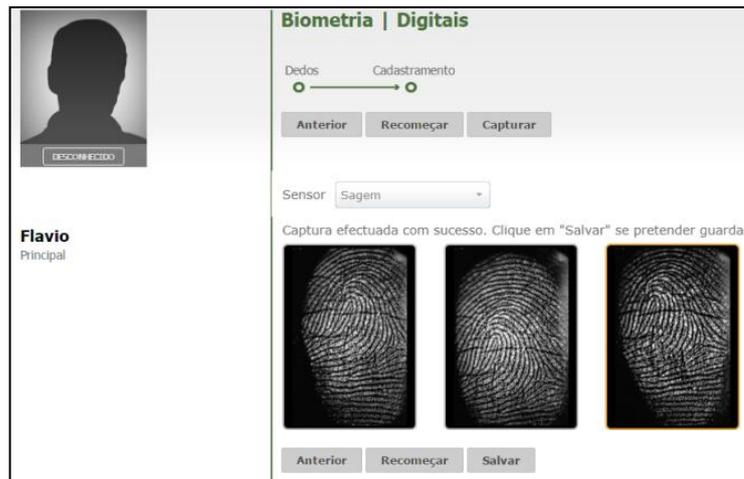 Biometria | Digitais
Dedos Cadastramento
Anterior Recomeçar Capturar
DESCONHECIDO
Sensor Sagem
Flavio
Principal
Captura efectuada com sucesso. Clique em "Salvar" se pretender guarda
Anterior Recomeçar Salvar